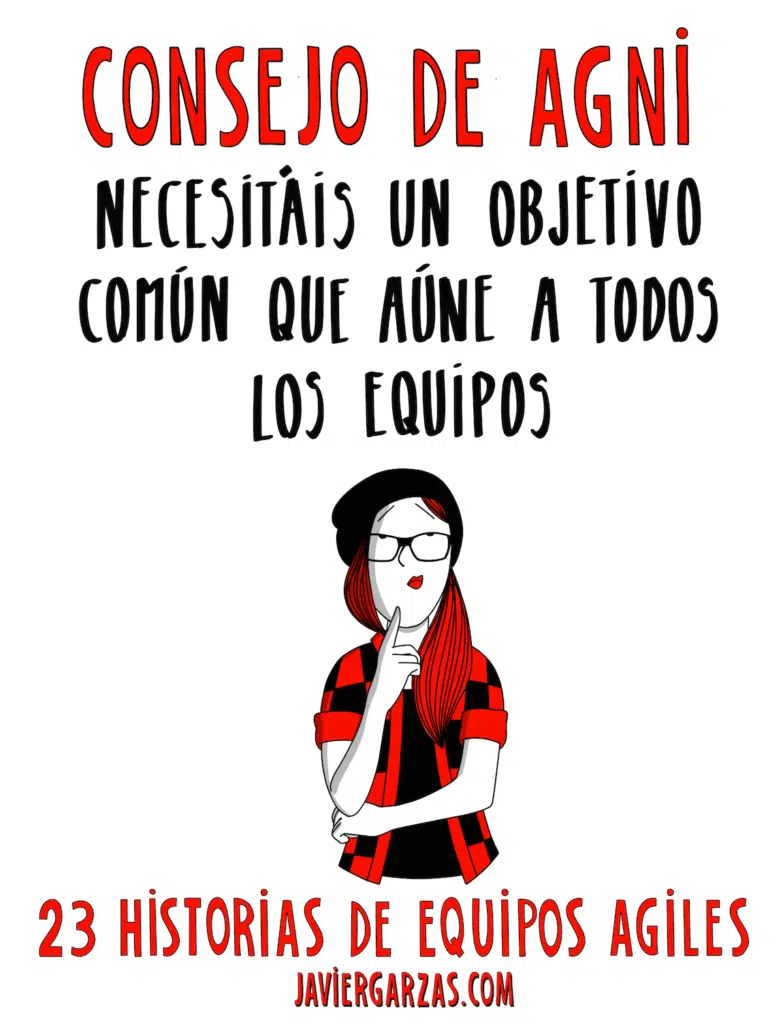 CONSEJO DE AGNI
NECESITÁIS UN OBJETIVO
COMÚN QUE AÚNE A TODOS
LOS EQUIPOS
23 HISTORIAS DE EQUIPOS AGILES
JAVIERGARZAS.COM